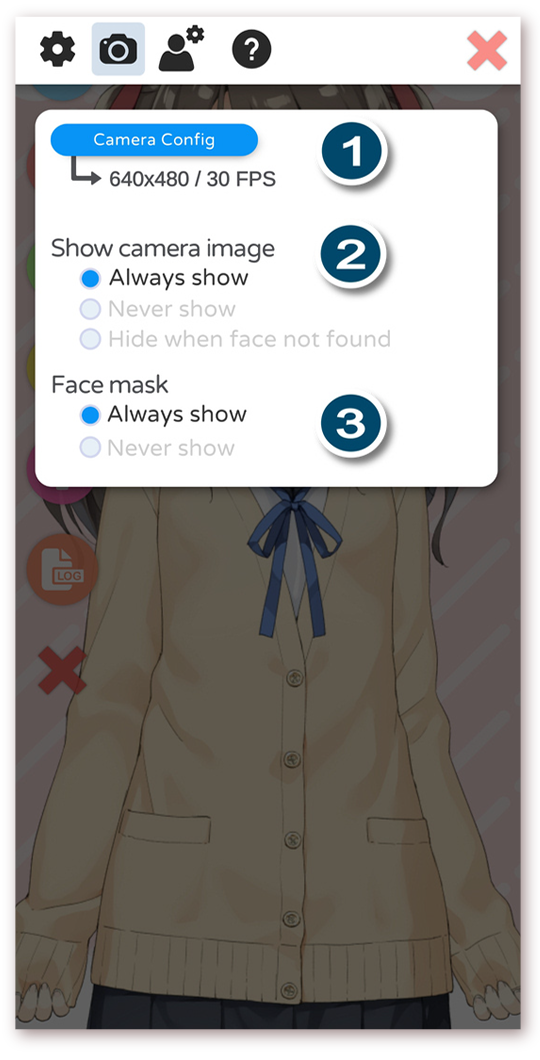 ?
Camera Config
1
640x480 / 30 FPS
Show camera image
2
Always show
Never show
Hide when face not found
Face mask
Always show
3
Never show
LOG